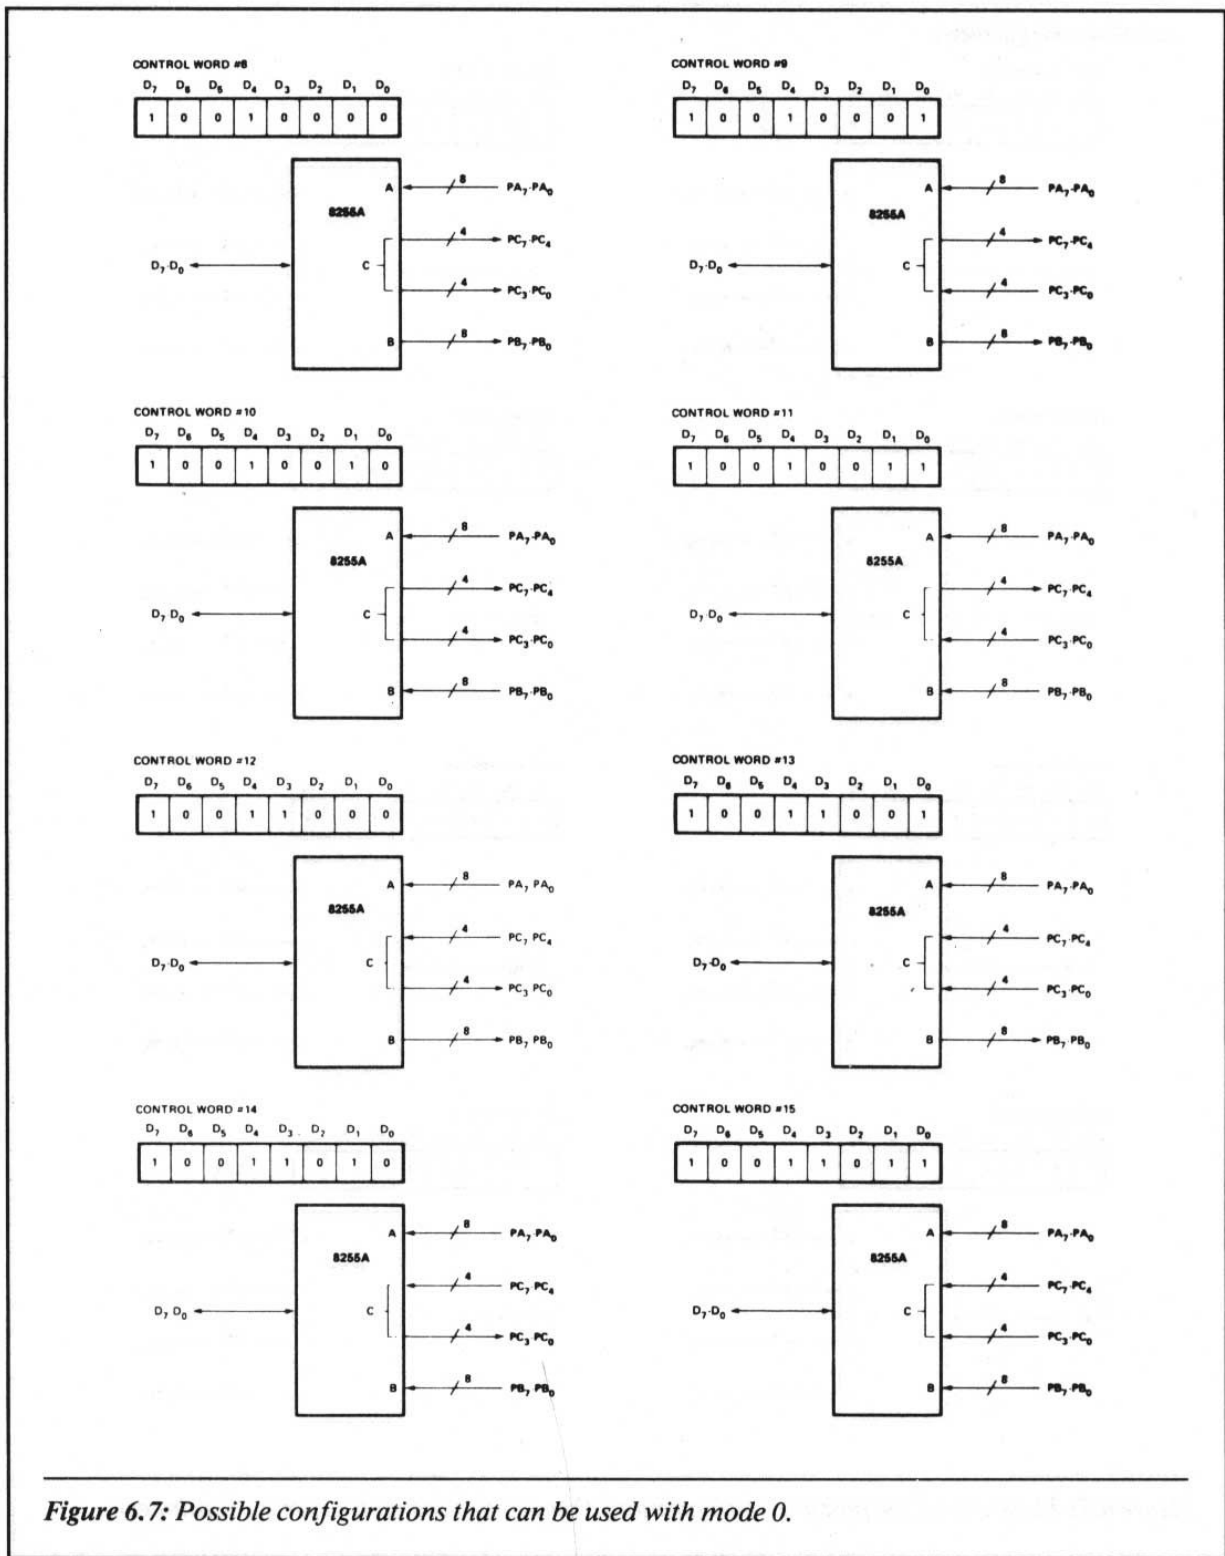 CONTROL WORD #8
D7 D6 D5 D4 D3 D2 D1 D0
1 0 0 1 0 0 0 0
A 8 PA7-PA0
8255A
4 PC7-PC4
D7-D0 C
4 PC3-PC0
B 8 PB7-PB0
CONTROL WORD #9
D7 D6 D5 D4 D3 D2 D1 D0
1 0 0 1 0 0 0 1
A 8 PA7-PA0
8255A
4 PC7-PC4
D7-D0 C
4 PC3-PC0
B 8 PB7-PB0
CONTROL WORD #10
D7 D6 D5 D4 D3 D2 D1 D0
1 0 0 1 0 0 1 0
A 8 PA7-PA0
8255A
4 PC7-PC4
D7 D0 C
4 PC3-PC0
B 8 PB7-PB0
CONTROL WORD #11
D7 D6 D5 D4 D3 D2 D1 D0
1 0 0 1 0 0 1 1
A 8 PA7-PA0
8255A
4 PC7-PC4
D7-D0 C
4 PC3-PC0
B 8 PB7-PB0
CONTROL WORD #12
D7 D6 D5 D4 D3 D2 D1 D0
1 0 0 1 1 0 0 0
A 8 PA7 PA0
8255A
4 PC7 PC4
D7-D0 C
4 PC3 PC0
B 8 PB7 PB0
CONTROL WORD #13
D7 D6 D5 D4 D3 D2 D1 D0
1 0 0 1 1 0 0 1
A 8 PA7-PA0
8255A
4 PC7-PC4
D7-D0 C
4 PC3-PC0
B 8 PB7-PB0
CONTROL WORD #14
D7 D6 D5 D4 D3 D2 D1 D0
1 0 0 1 1 0 1 0
A 8 PA7-PA0
8255A
4 PC7 PC4
D7 D0 C
4 PC3 PC0
B 8 PB7 PB0
CONTROL WORD #15
D7 D6 D5 D4 D3 D2 D1 D0
1 0 0 1 1 0 1 1
A 8 PA7-PA0
8255A
4 PC7-PC4
D7-D0 C
4 PC3-PC0
B 8 PB7-PB0
Figure 6.7: Possible configurations that can be used with mode 0.